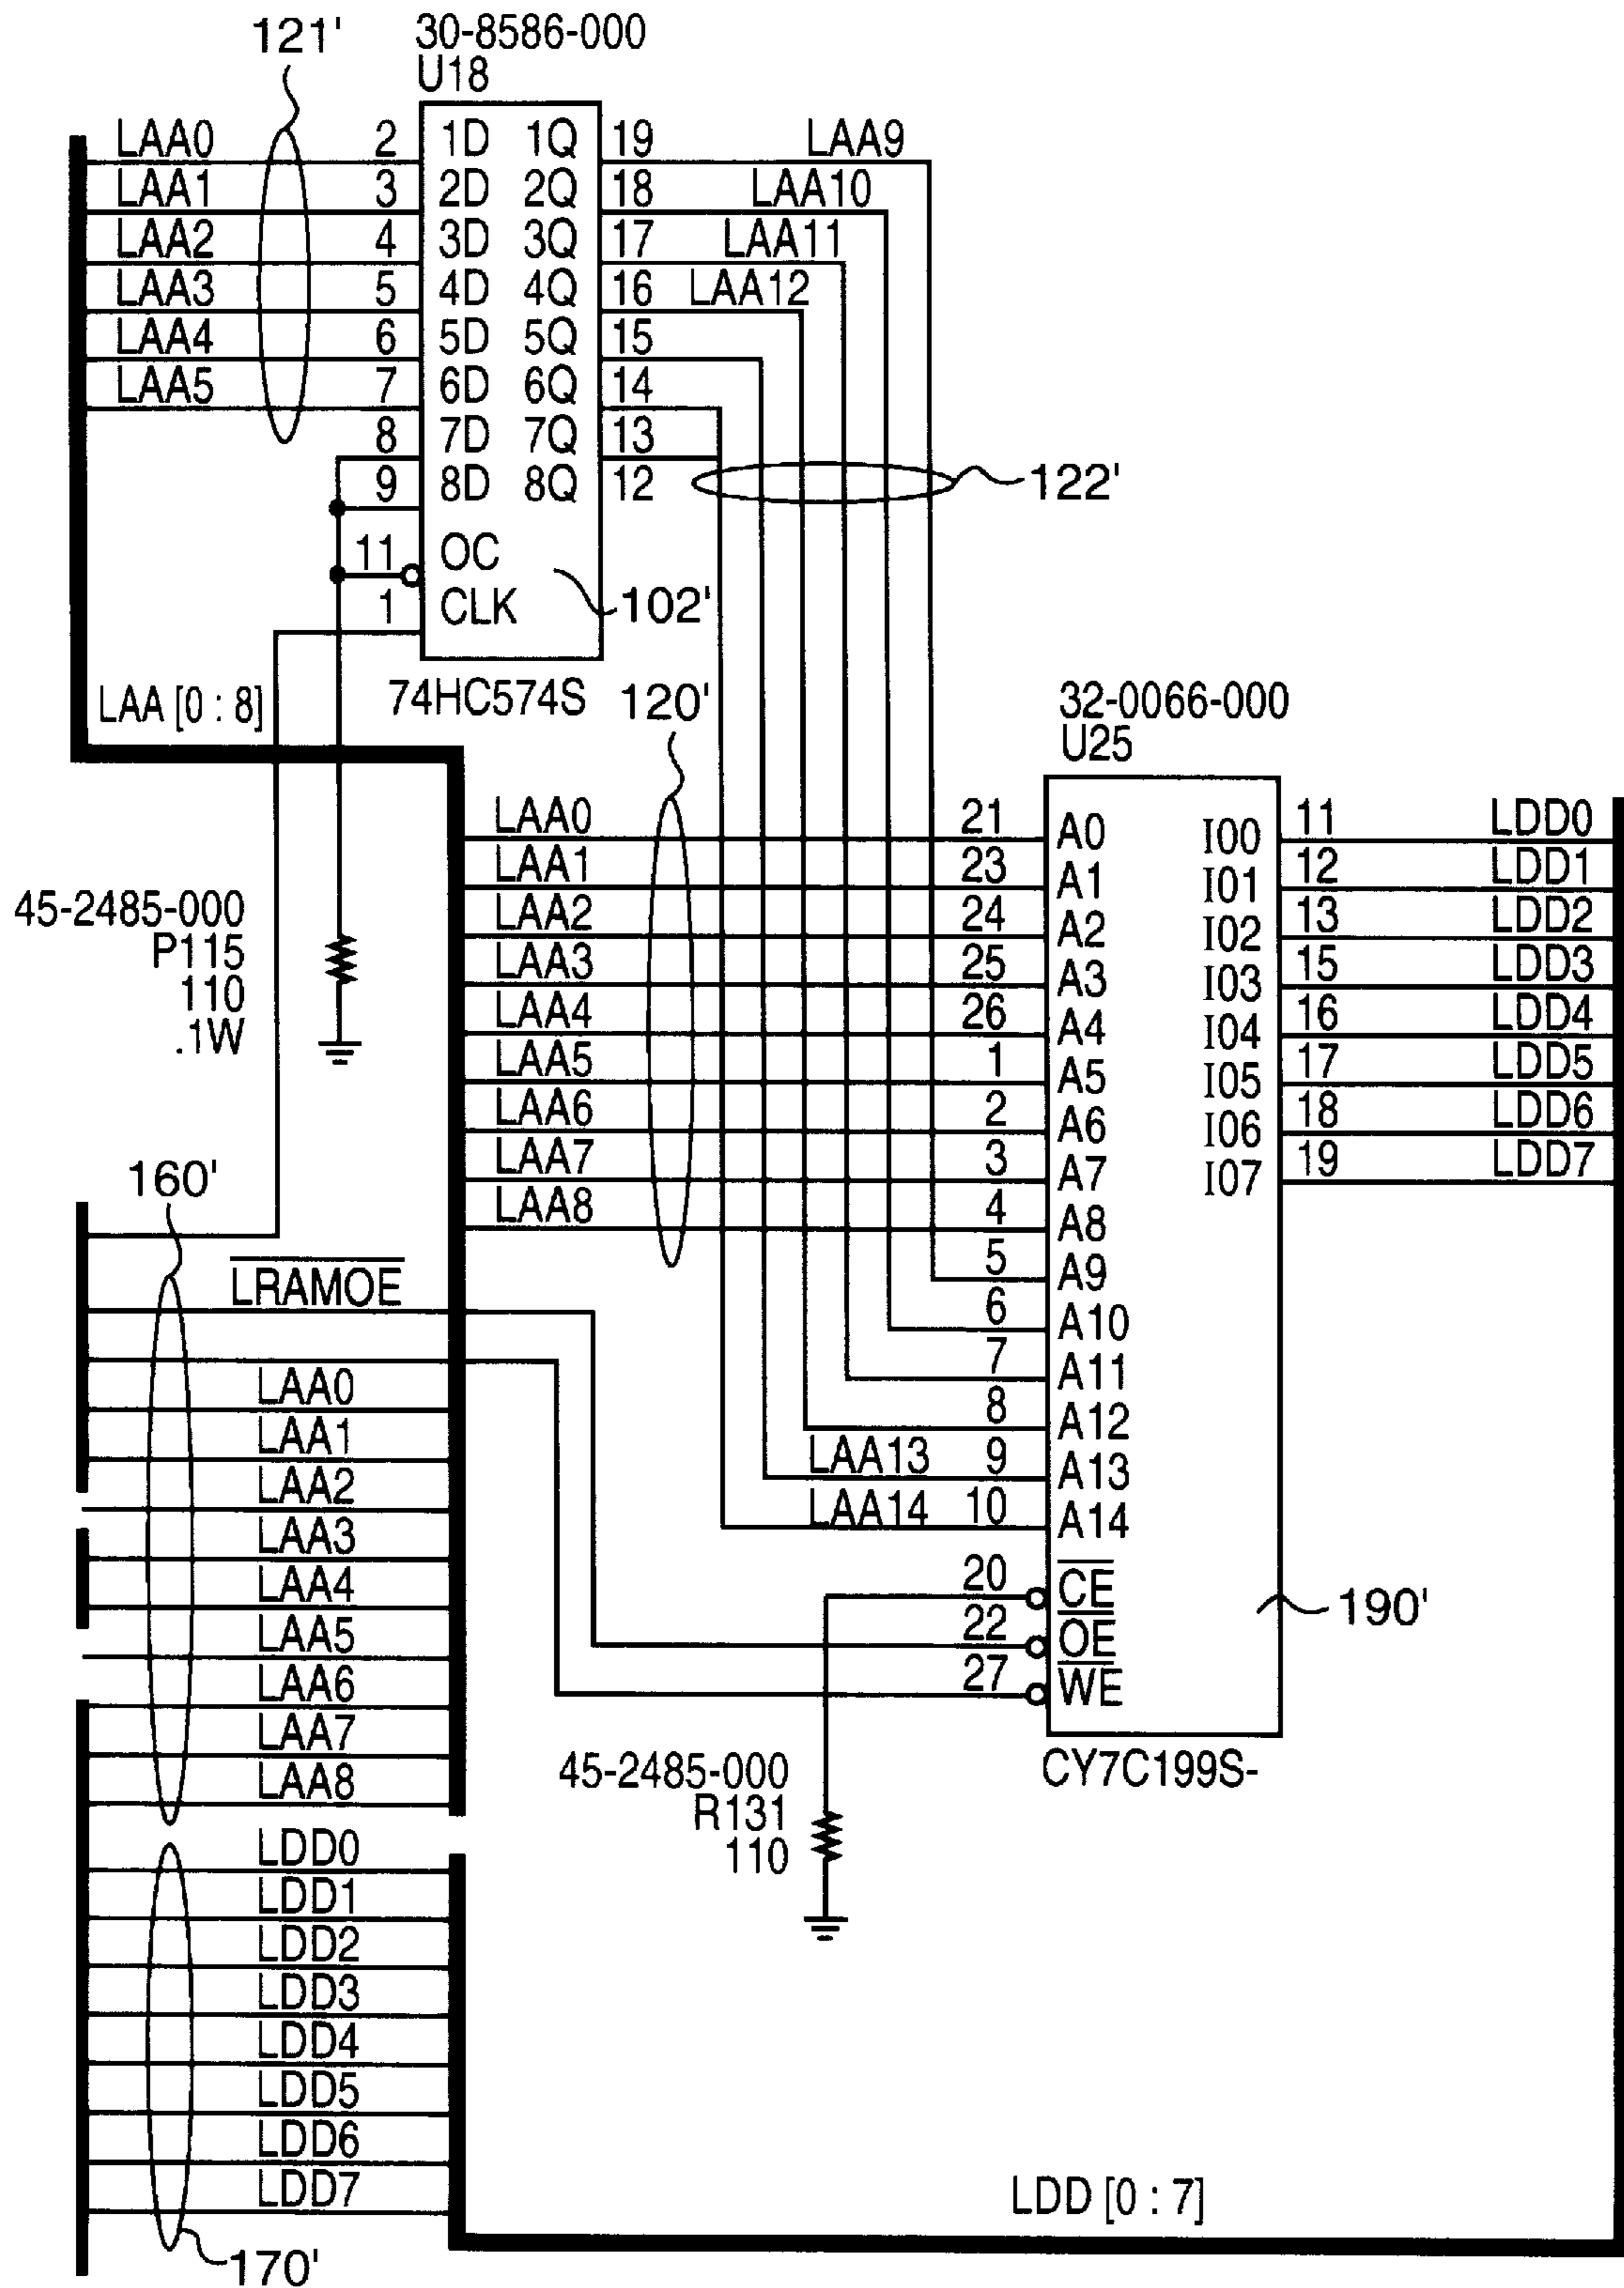 121'
30-8586-000
U18
LAA0 2 1D 1Q 19 LAA9
LAA1 3 2D 2Q 18 LAA10
LAA2 4 3D 3Q 17 LAA11
LAA3 5 4D 4Q 16 LAA12
LAA4 6 5D 5Q 15
LAA5 7 6D 6Q 14
8 7D 7Q 13
9 8D 8Q 12
122'
11 OC
1 CLK
102'
LAA [0 : 8]
74HC574S
120'
32-0066-000
U25
LAA0 21 A0 I00 11 LDD0
LAA1 23 A1 I01 12 LDD1
LAA2 24 A2 I02 13 LDD2
LAA3 25 A3 I03 15 LDD3
LAA4 26 A4 I04 16 LDD4
LAA5 1 A5 I05 17 LDD5
LAA6 2 A6 I06 18 LDD6
LAA7 3 A7 I07 19 LDD7
LAA8 4 A8
5 A9
6 A10
7 A11
8 A12
LAA13 9 A13
LAA14 10 A14
20 CE
22 OE
27 WE
190'
CY7C199S-
45-2485-000
P115
110
.1W
160'
LRAMOE
LAA0
LAA1
LAA2
LAA3
LAA4
LAA5
LAA6
LAA7
LAA8
45-2485-000
R131
110
LDD0
LDD1
LDD2
LDD3
LDD4
LDD5
LDD6
LDD7
170'
LDD [0 : 7]